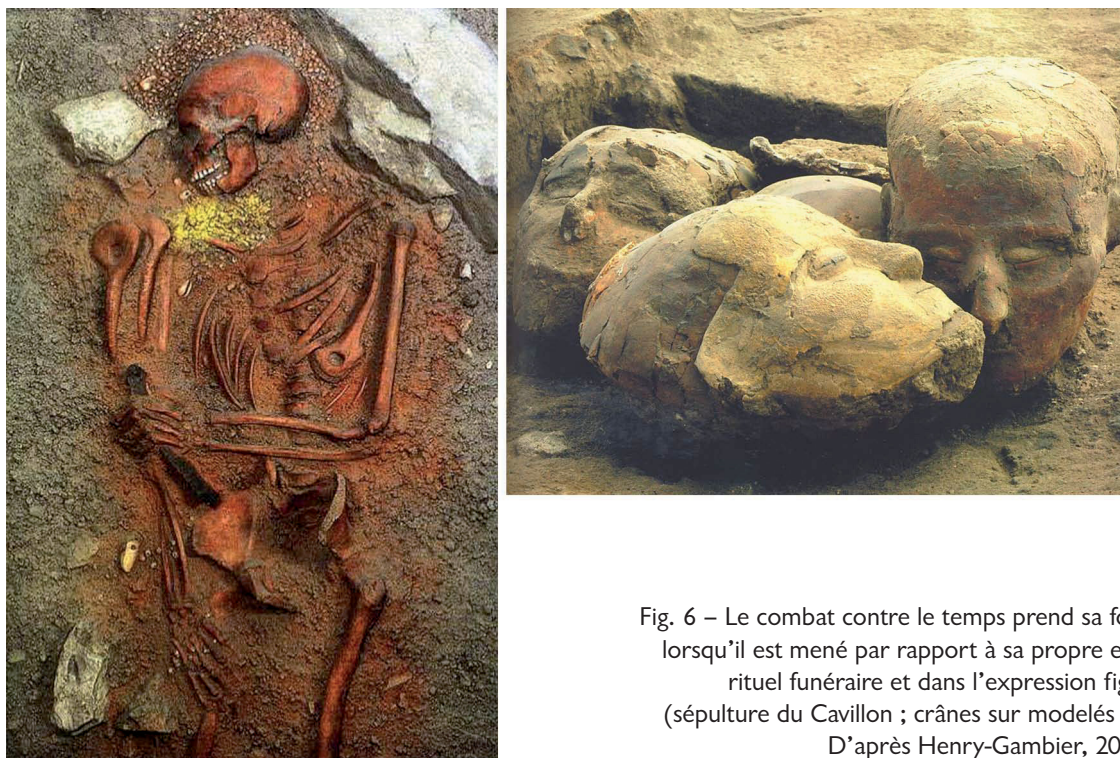 Fig. 6 – Le combat contre le temps prend sa
lorsqu’il est mené par rapport à sa propre
rituel funéraire et dans l’expression
(sépulture du Cavillon ; crânes sur modelés
D’après Henry-Gambier,